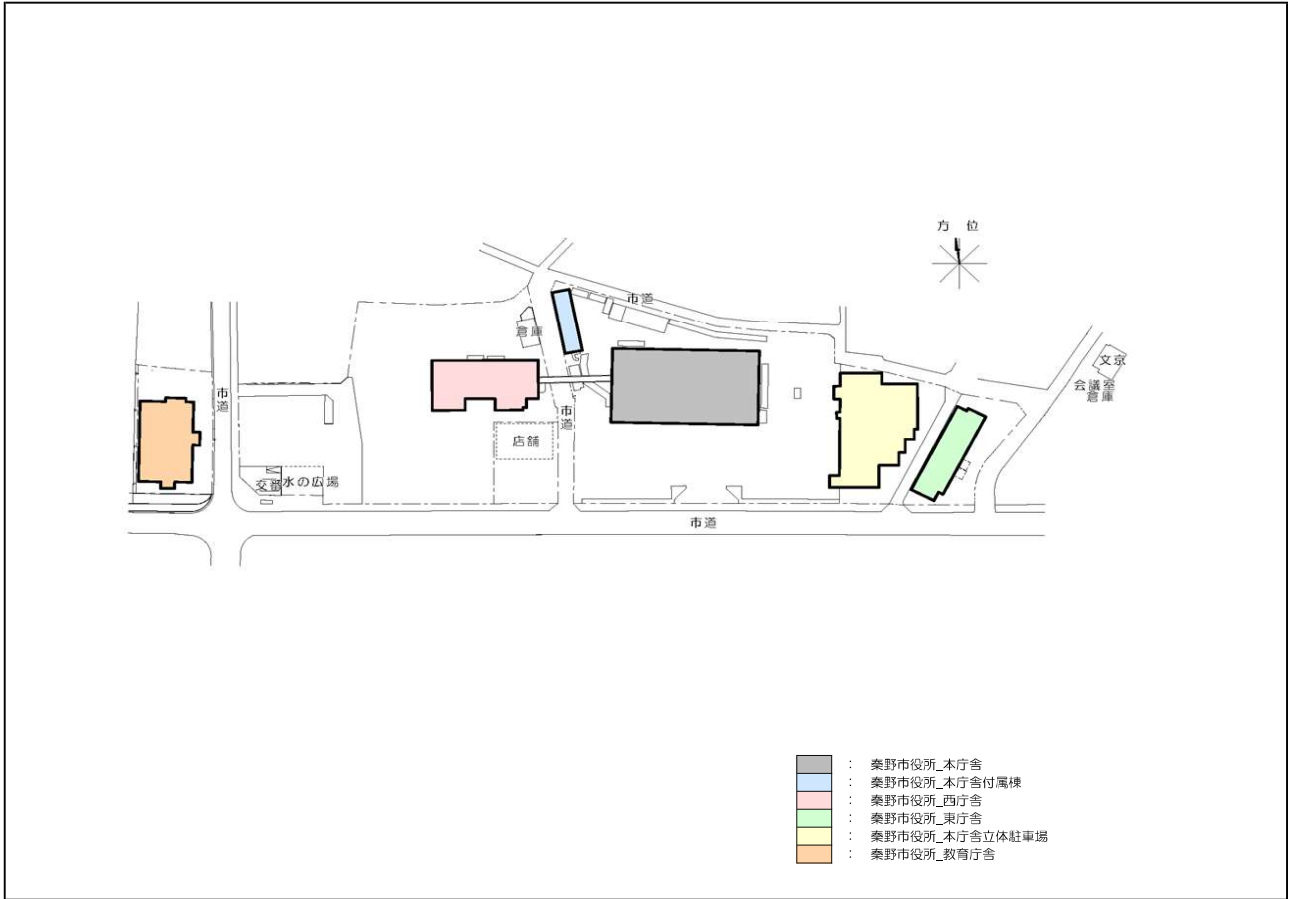 方位
市道
倉庫
文京
会議室
倉庫
市道
市道
店舗
交番
水の広場
市道
： 秦野市役所_本庁舎
： 秦野市役所_本庁舎付属棟
： 秦野市役所_西庁舎
： 秦野市役所_東庁舎
： 秦野市役所_本庁舎立体駐車場
： 秦野市役所_教育庁舎